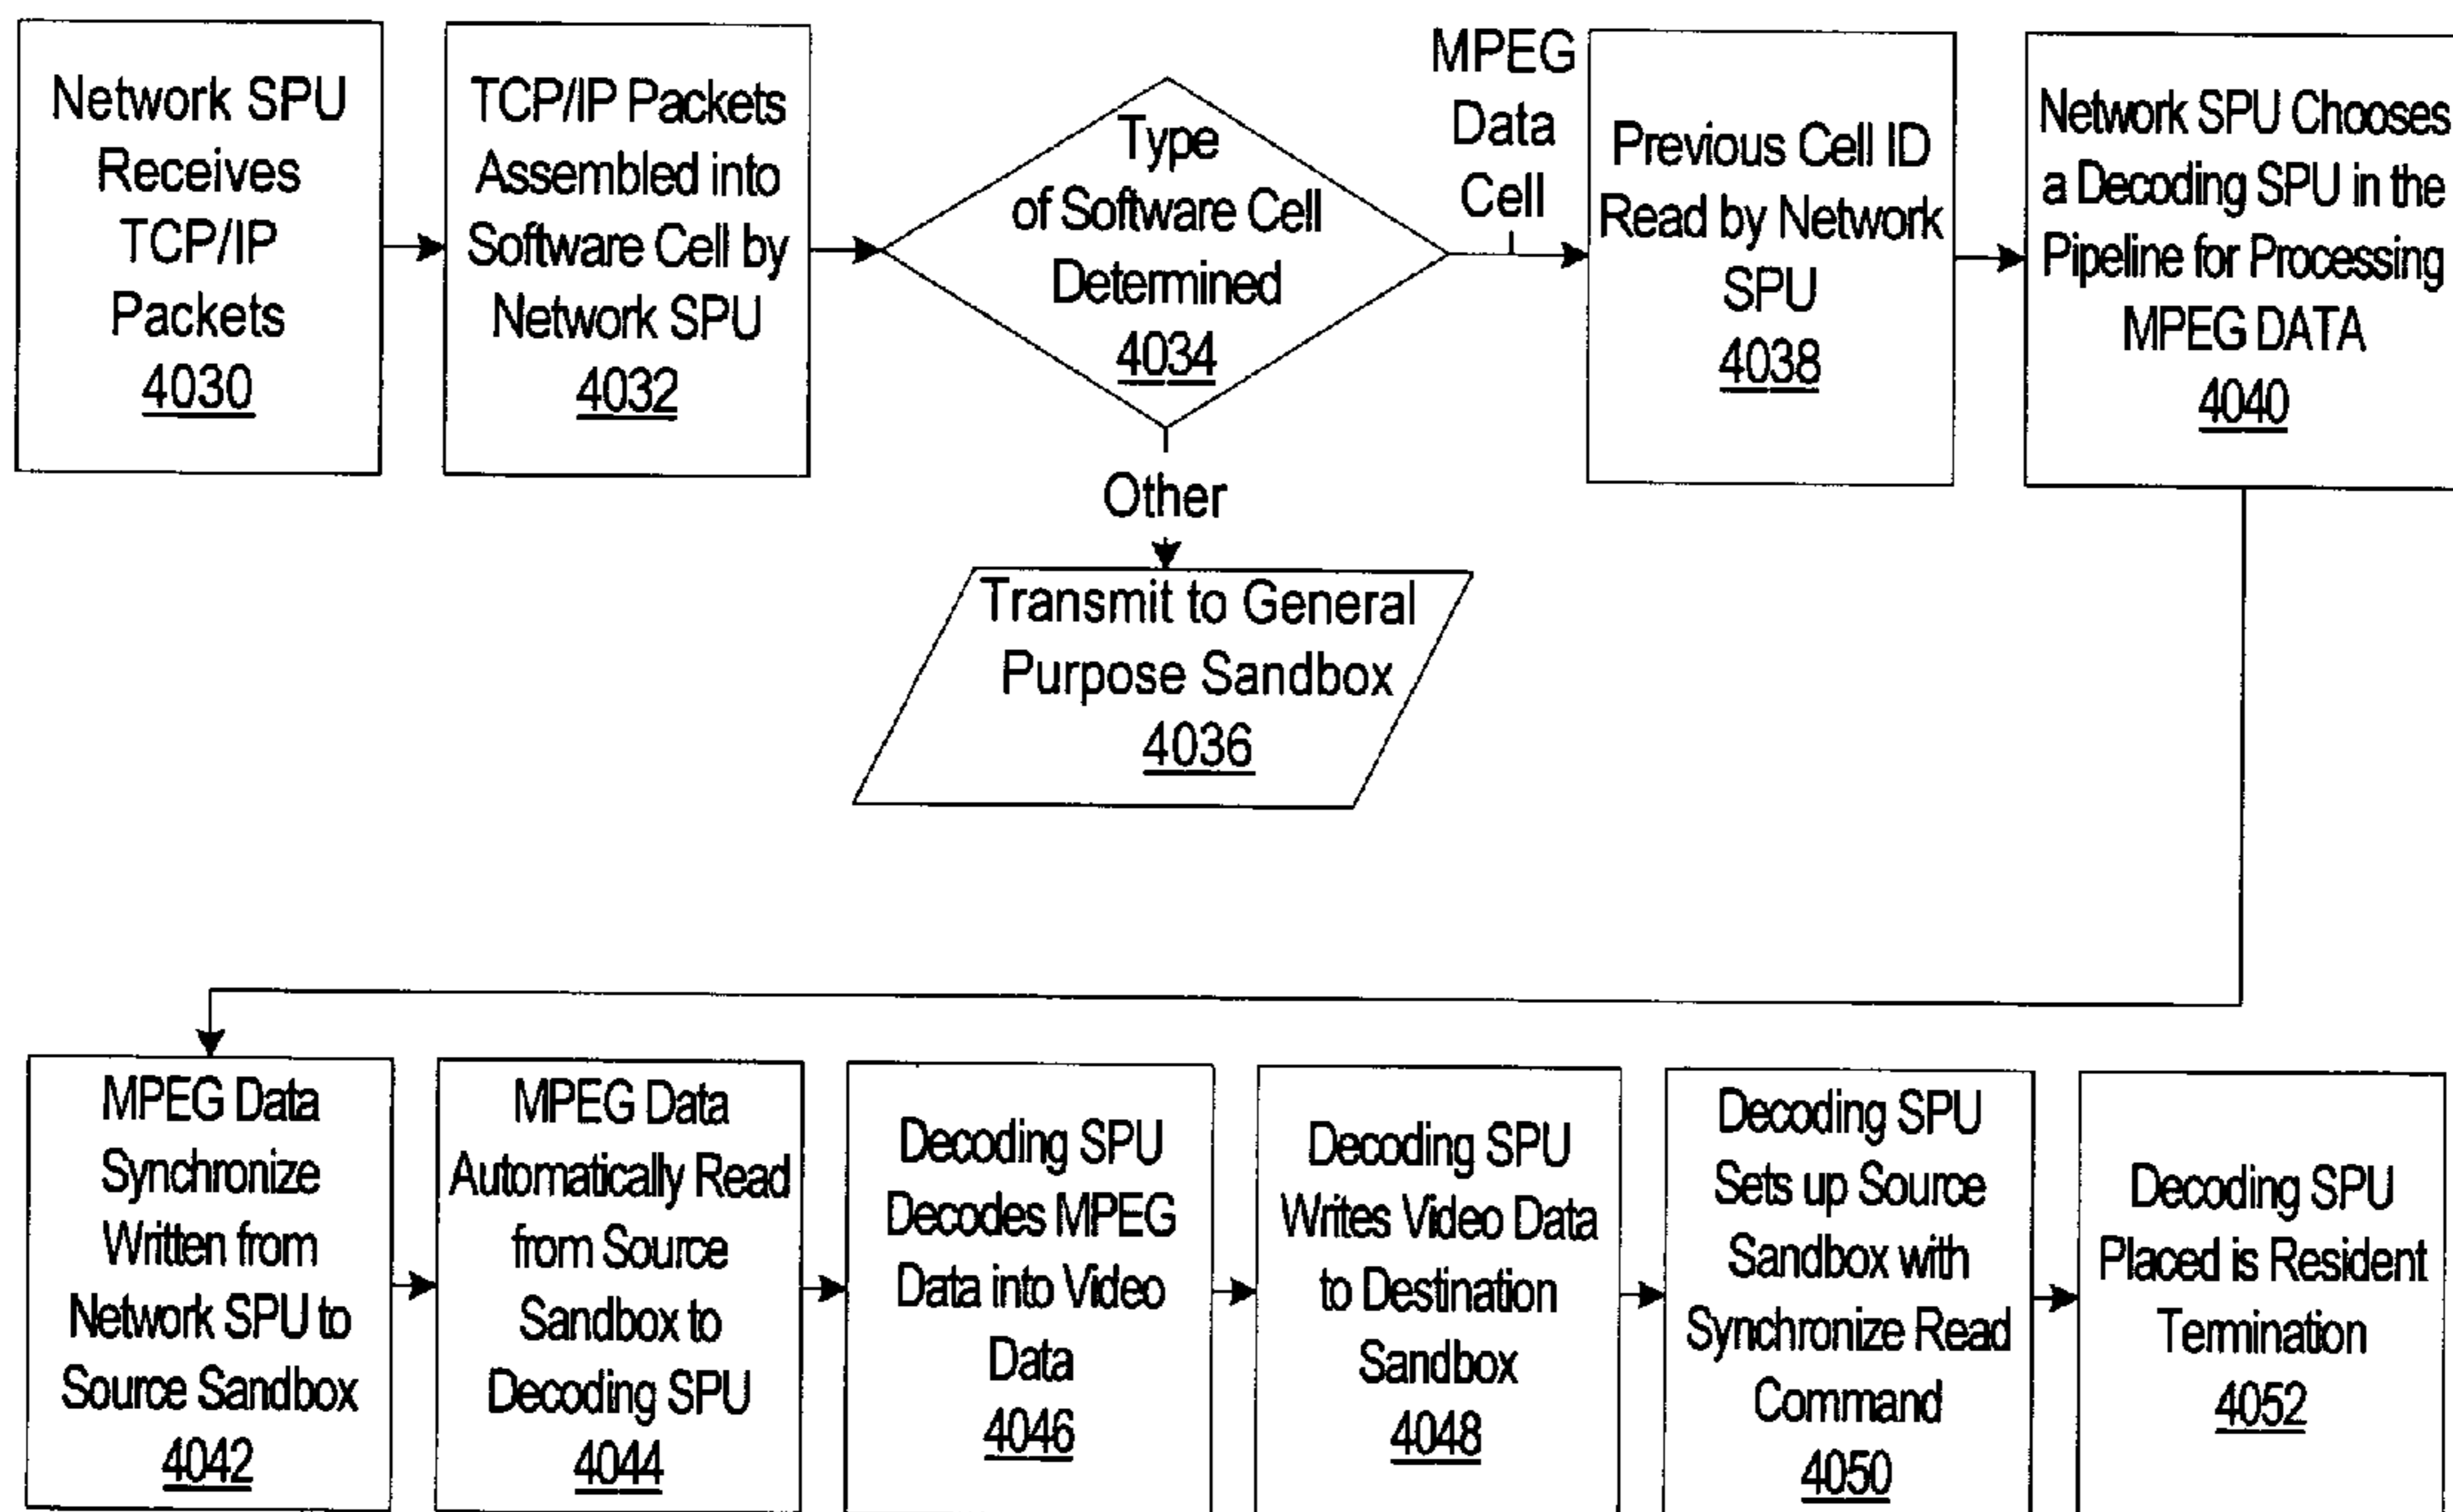 Network SPU
Receives
TCP/IP
Packets
4030
TCP/IP Packets
Assembled into
Software Cell by
Network SPU
4032
Type
of Software Cell
Determined
4034
MPEG
Data
Cell
Previous Cell ID
Read by Network
SPU
4038
Network SPU Chooses
a Decoding SPU in the
Pipeline for Processing
MPEG DATA
4040
Other
Transmit to General
Purpose Sandbox
4036
MPEG Data
Synchronize
Written from
Network SPU to
Source Sandbox
4042
MPEG Data
Automatically Read
from Source
Sandbox to
Decoding SPU
4044
Decoding SPU
Decodes MPEG
Data into Video
Data
4046
Decoding SPU
Writes Video Data
to Destination
Sandbox
4048
Decoding SPU
Sets up Source
Sandbox with
Synchronize Read
Command
4050
Decoding SPU
Placed is Resident
Termination
4052